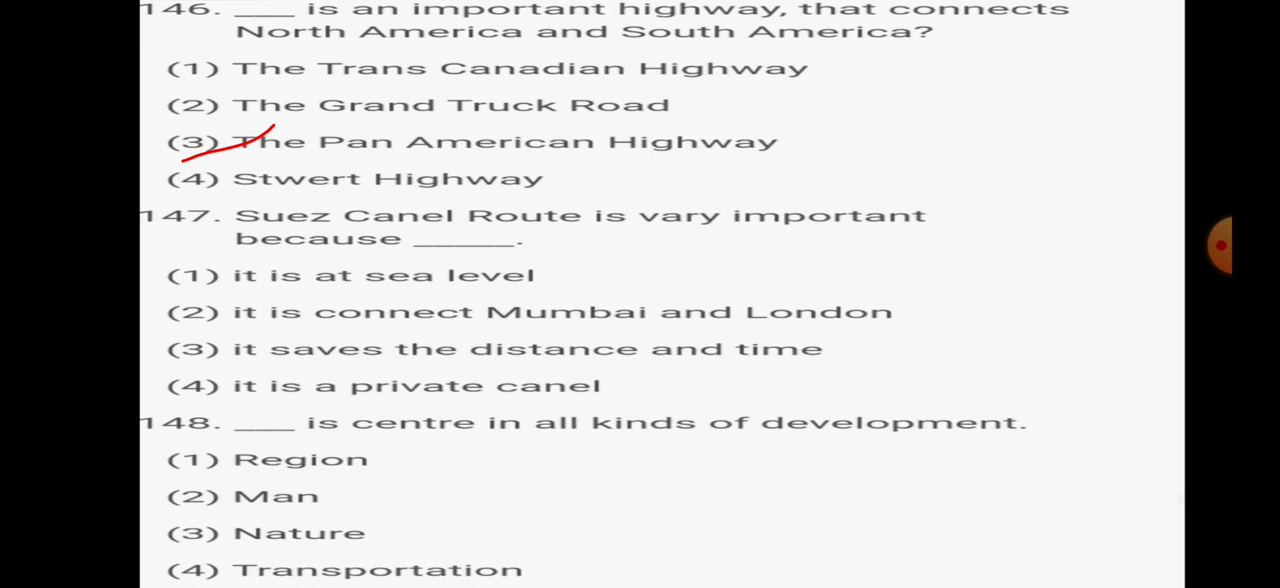 146. ___ is an important highway, that connects
North America and South America?
(1) The Trans Canadian Highway
(2) The Grand Truck Road
(3) The Pan American Highway
(4) Stwert Highway
147. Suez Canel Route is vary important
because _____.
(1) it is at sea level
(2) it is connect Mumbai and London
(3) it saves the distance and time
(4) it is a private canel
148. ___ is centre in all kinds of development.
(1) Region
(2) Man
(3) Nature
(4) Transportation